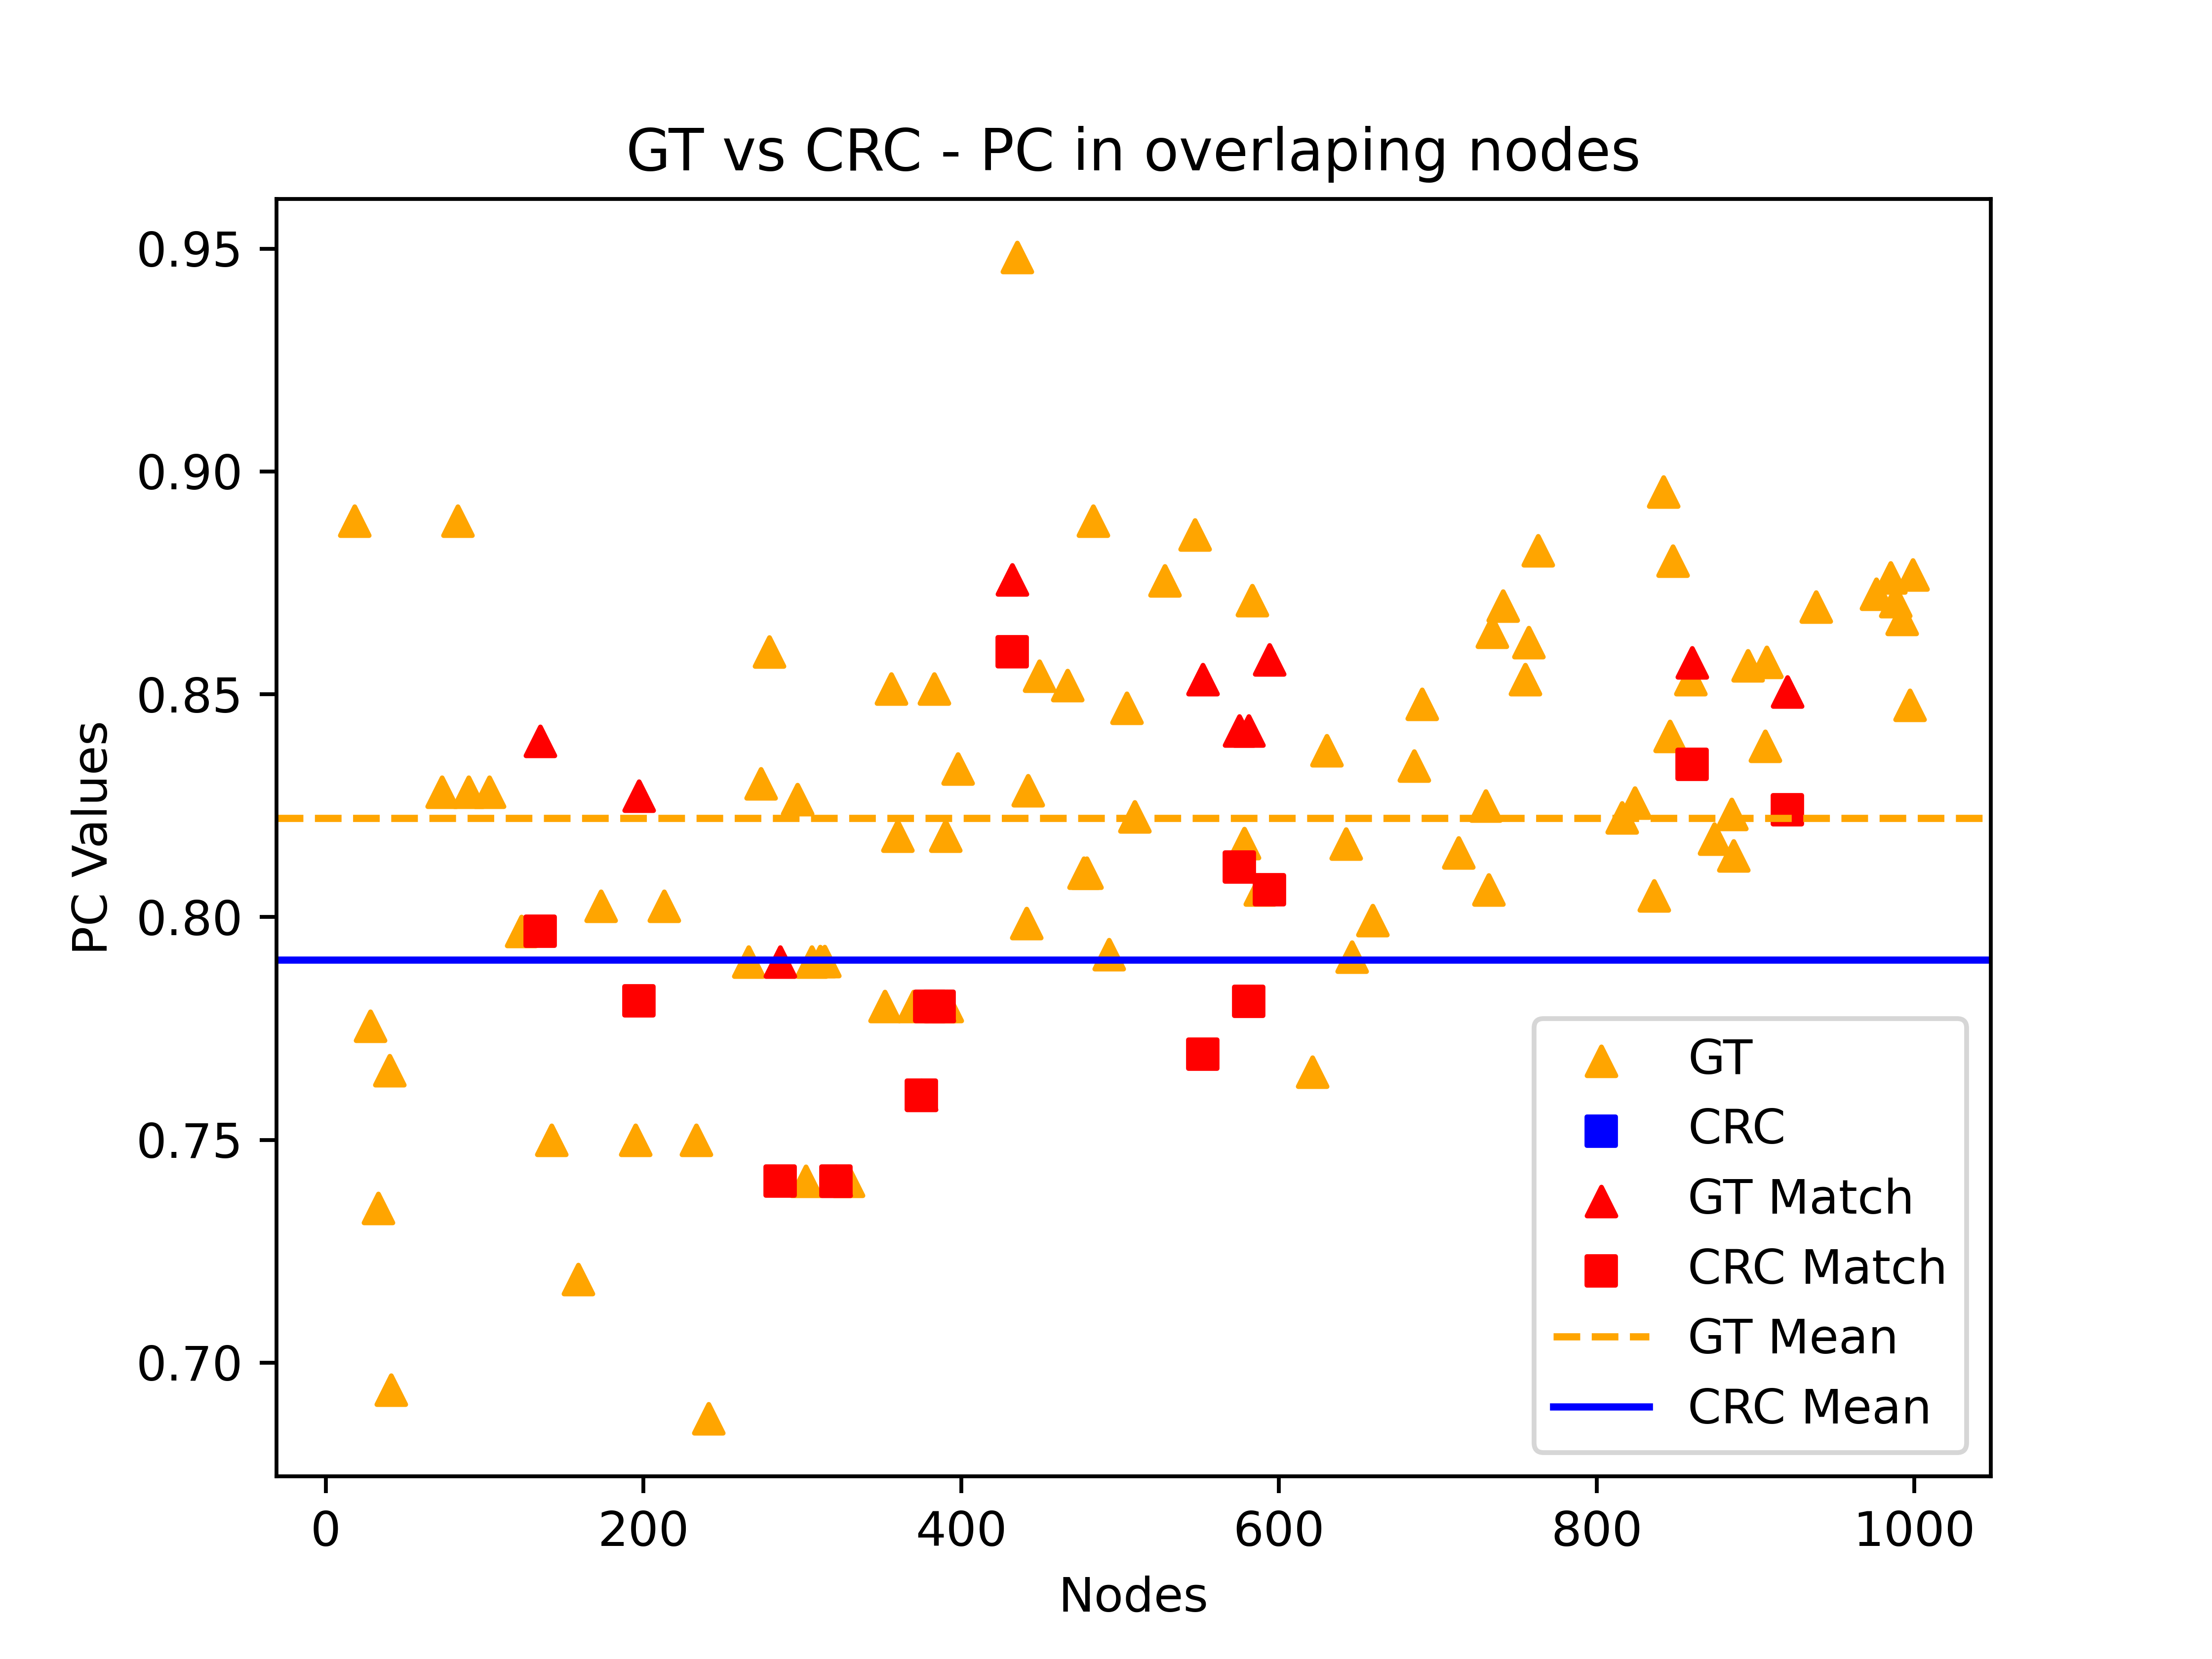 GT vs CRC - PC in overlaping nodes
0.95
0.90
0.85
0.80
0.75
0.70
PC Values
GT
CRC
GT Match
CRC Match
GT Mean
CRC Mean
0 200 400 600 800 1000
Nodes